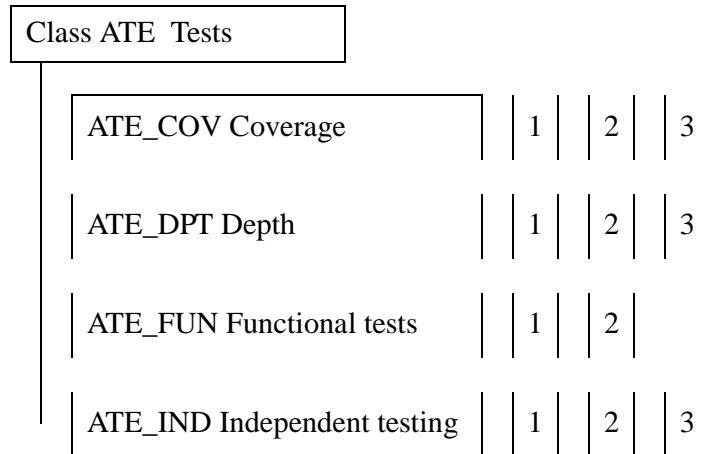 Class ATE Tests
ATE_COV Coverage 1 2 3
ATE_DPT Depth 1 2 3
ATE_FUN Functional tests 1 2
ATE_IND Independent testing 1 2 3